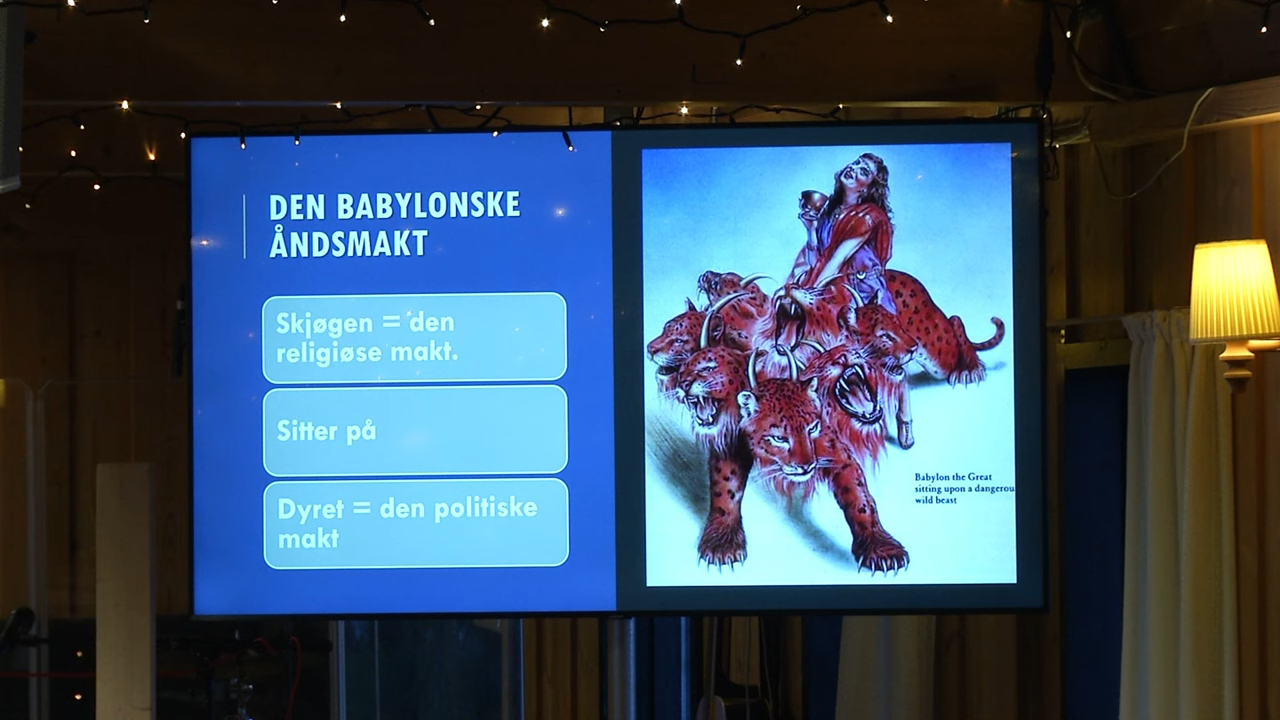 DEN BABYLONSKE
ÅNDSMAKT
Skjøgen = den
religiøse makt.
Sitter på
Dyret = den politiske
makt
Babylon the Great
sitting upon a dangerou
wild beast